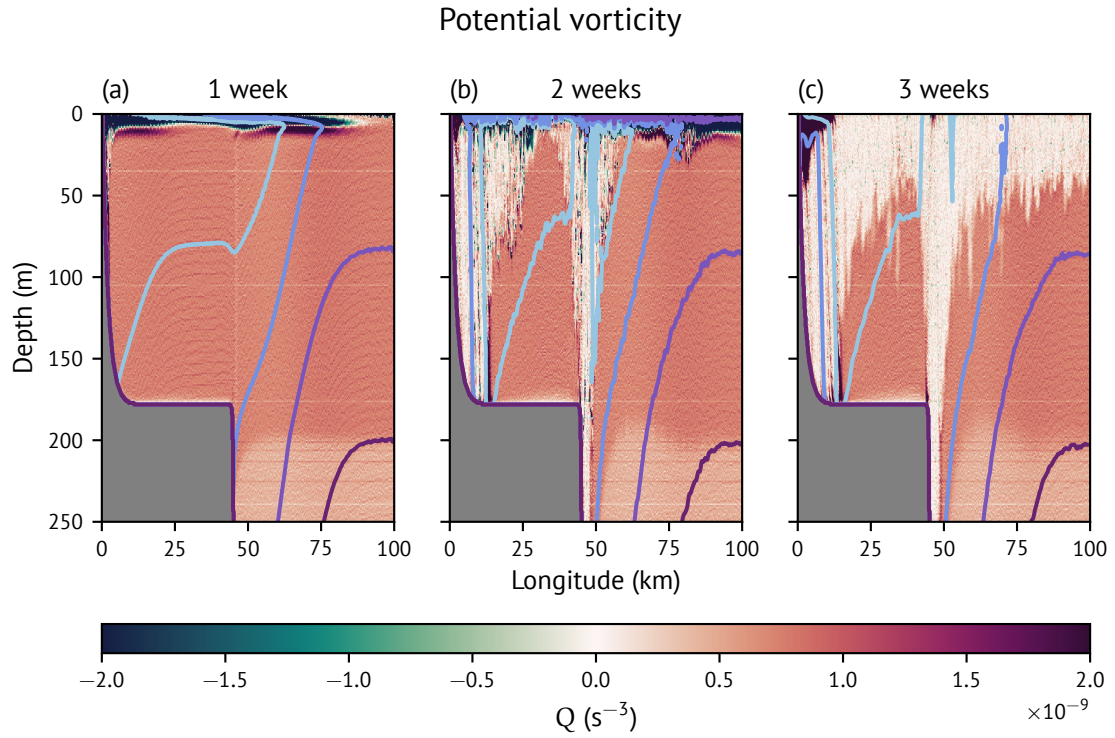 Potential vorticity
(a) 1 week (b) 2 weeks (c) 3 weeks
0
50
100
150
200
250
Depth (m)
0 25 50 75 100 0 25 50 75 100 0 25 50 75 100
Longitude (km)
−2.0 −1.5 −1.0 −0.5 0.0 0.5 1.0 1.5 2.0
×10⁻⁹
Q (s⁻³)